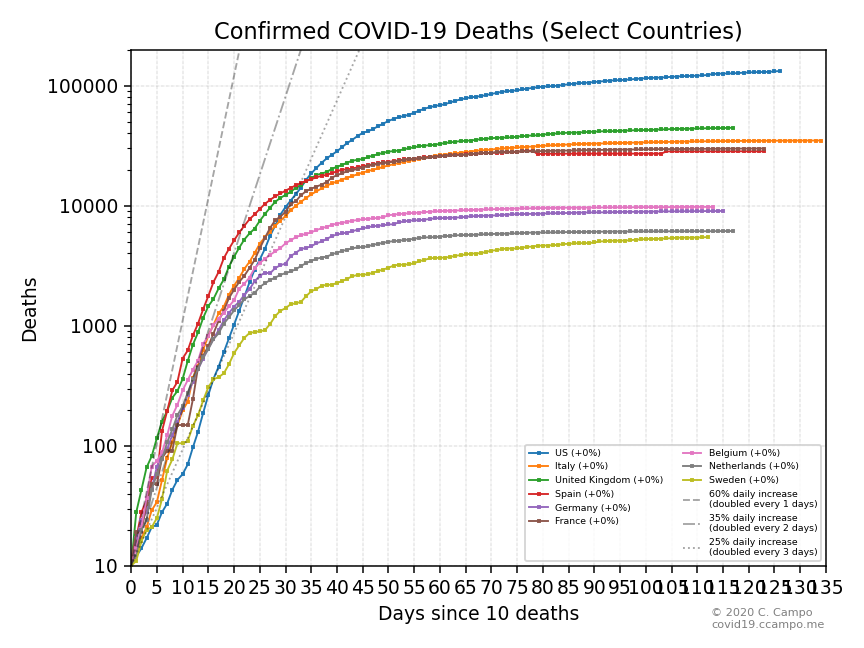 Confirmed COVID-19 Deaths (Select Countries)
100000
10000
1000
100
10
Deaths
US (+0%)
Italy (+0%)
United Kingdom (+0%)
Spain (+0%)
Germany (+0%)
France (+0%)
Belgium (+0%)
Netherlands (+0%)
Sweden (+0%)
60% daily increase
(doubled every 1 days)
35% daily increase
(doubled every 2 days)
25% daily increase
(doubled every 3 days)
0 5 10 15 20 25 30 35 40 45 50 55 60 65 70 75 80 85 90 95 100 105 110 115 120 125 130 135
Days since 10 deaths
© 2020 C. Campo
covid19.ccampo.me